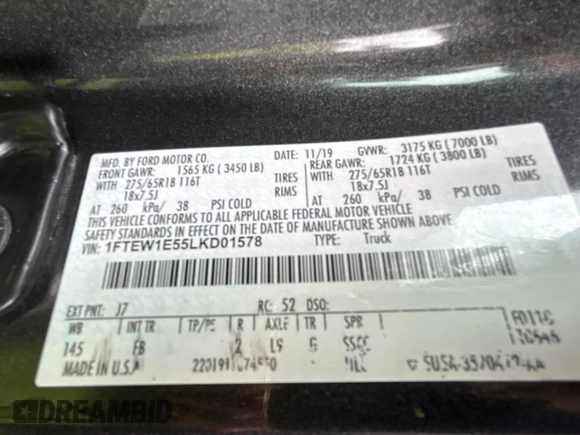 MFD. BY FORD MOTOR CO.
DATE: 11/19 GVWR: 3175 KG ( 7000 LB)
FRONT GAWR: 1565 KG ( 3450 LB)
REAR GAWR: 1724 KG ( 3800 LB)
WITH 275/65R18 116T TIRES
WITH 275/65R18 116T TIRES
18x7.5J RIMS
18x7.5J RIMS
AT 260 kPa/ 38 PSI COLD
AT 260 kPa/ 38 PSI COLD
THIS VEHICLE CONFORMS TO ALL APPLICABLE FEDERAL MOTOR VEHICLE
SAFETY STANDARDS IN EFFECT ON THE DATE OF MANUFACTURE SHOWN ABOVE.
VIN: 1FTEW1E55LKD01578 TYPE: Truck
EXT PNT: J7 RC: 52 DSO:
WB INT TR TP/PS R AXLE TR SPR
145 FB 2 L9 G
MADE IN U.S.A
DREAMBID